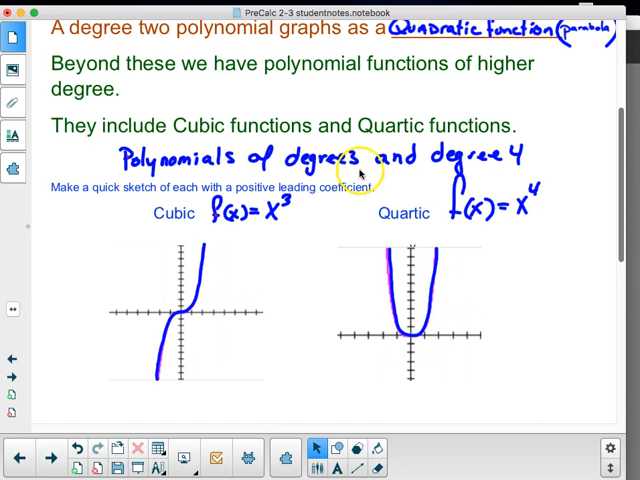 PreCalc 2-3 studentnotes.notebook
A degree two polynomial graphs as a Quadratic function (parabola)
Beyond these we have polynomial functions of higher
degree.
They include Cubic functions and Quartic functions.
Polynomials of degree 3 and degree 4
Make a quick sketch of each with a positive leading coefficient.
Cubic f(x) = x³ Quartic f(x) = x⁴